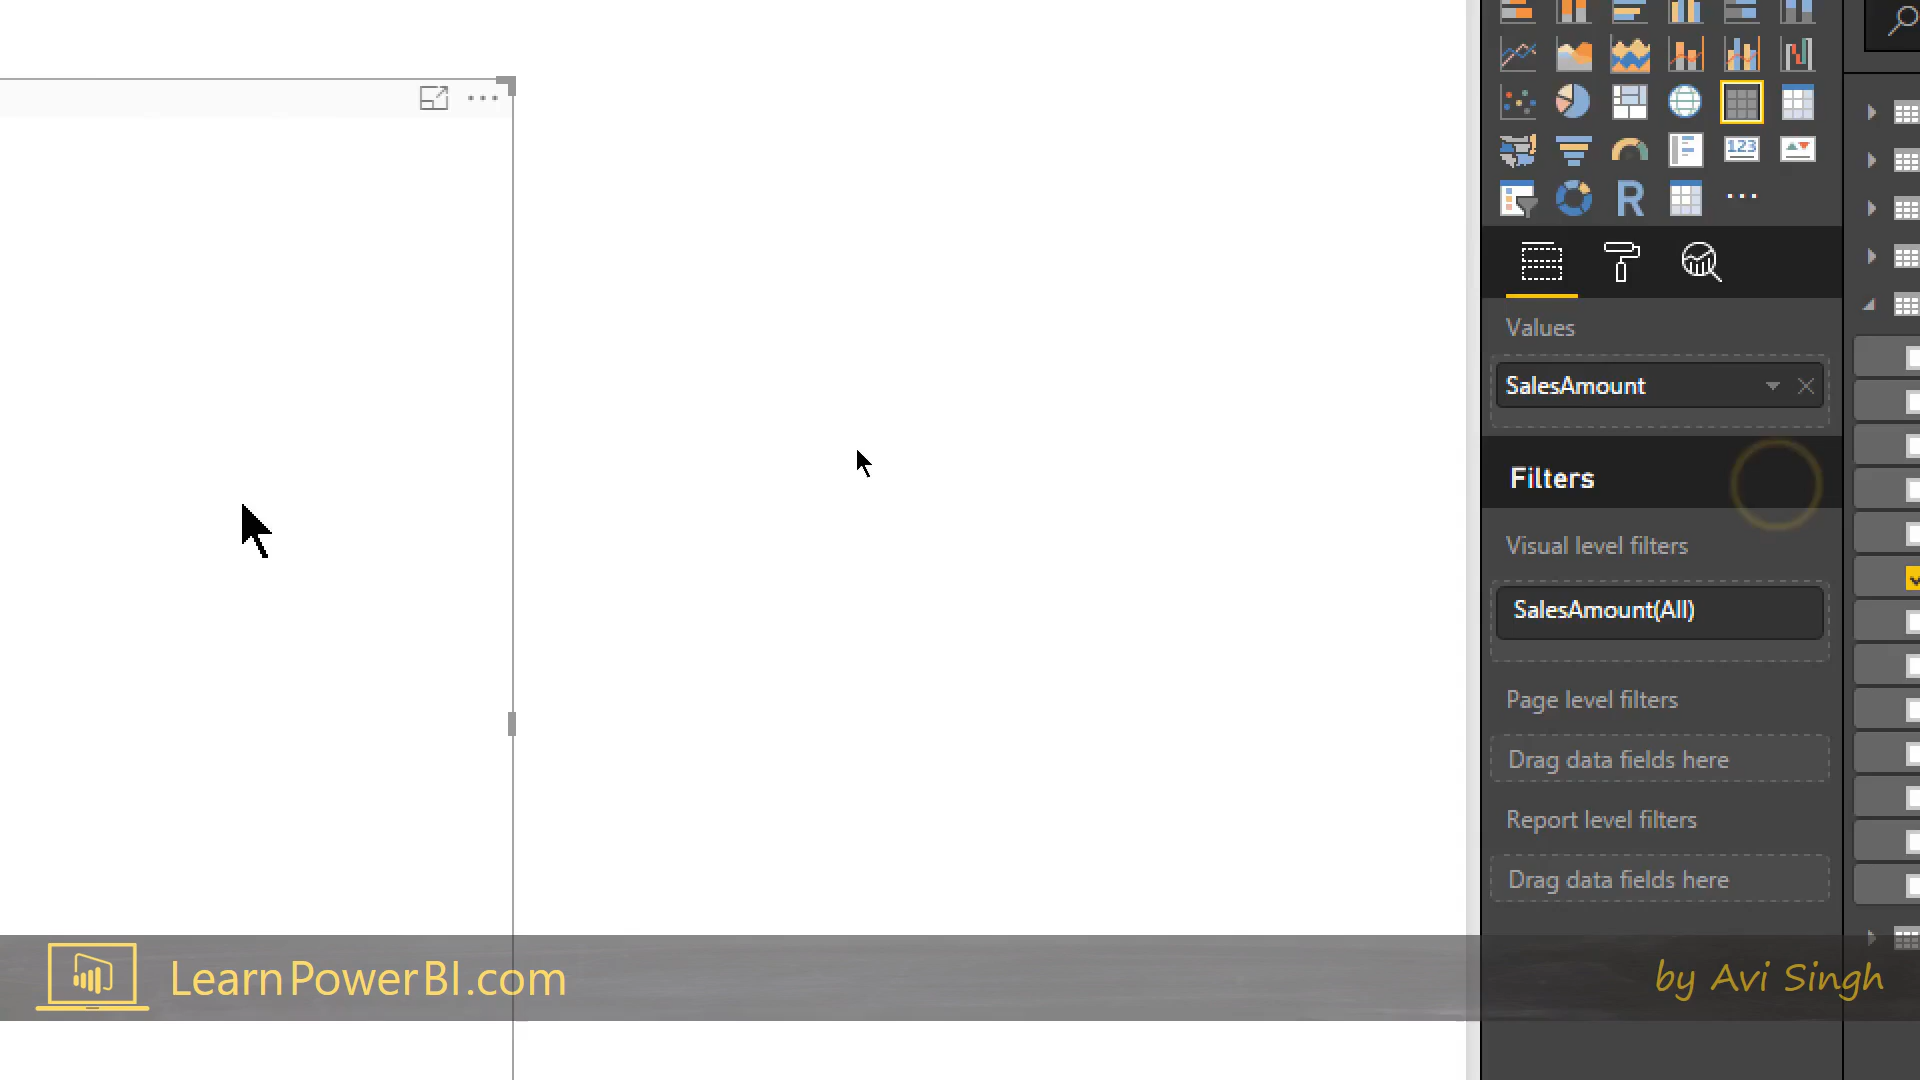 123
R
Values
SalesAmount
Filters
Visual level filters
SalesAmount(All)
Page level filters
Drag data fields here
Report level filters
Drag data fields here
LearnPowerBI.com
by Avi Singh